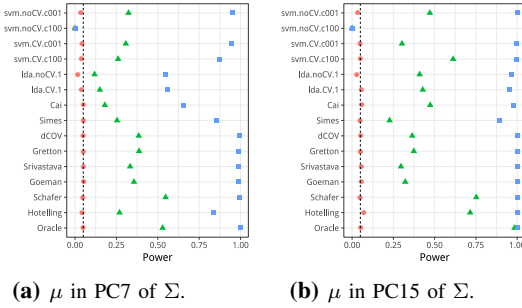 svm.noCV.c001
svm.noCV.c100
svm.CV.c001
svm.CV.c100
lda.noCV.1
lda.CV.1
Cai
Simes
dCOV
Gretton
Srivastava
Goeman
Schafer
Hotelling
Oracle
0.00 0.25 0.50 0.75 1.00
Power
svm.noCV.c001
svm.noCV.c100
svm.CV.c001
svm.CV.c100
lda.noCV.1
lda.CV.1
Cai
Simes
dCOV
Gretton
Srivastava
Goeman
Schafer
Hotelling
Oracle
0.00 0.25 0.50 0.75 1.00
Power
(a) μ in PC7 of Σ.
(b) μ in PC15 of Σ.